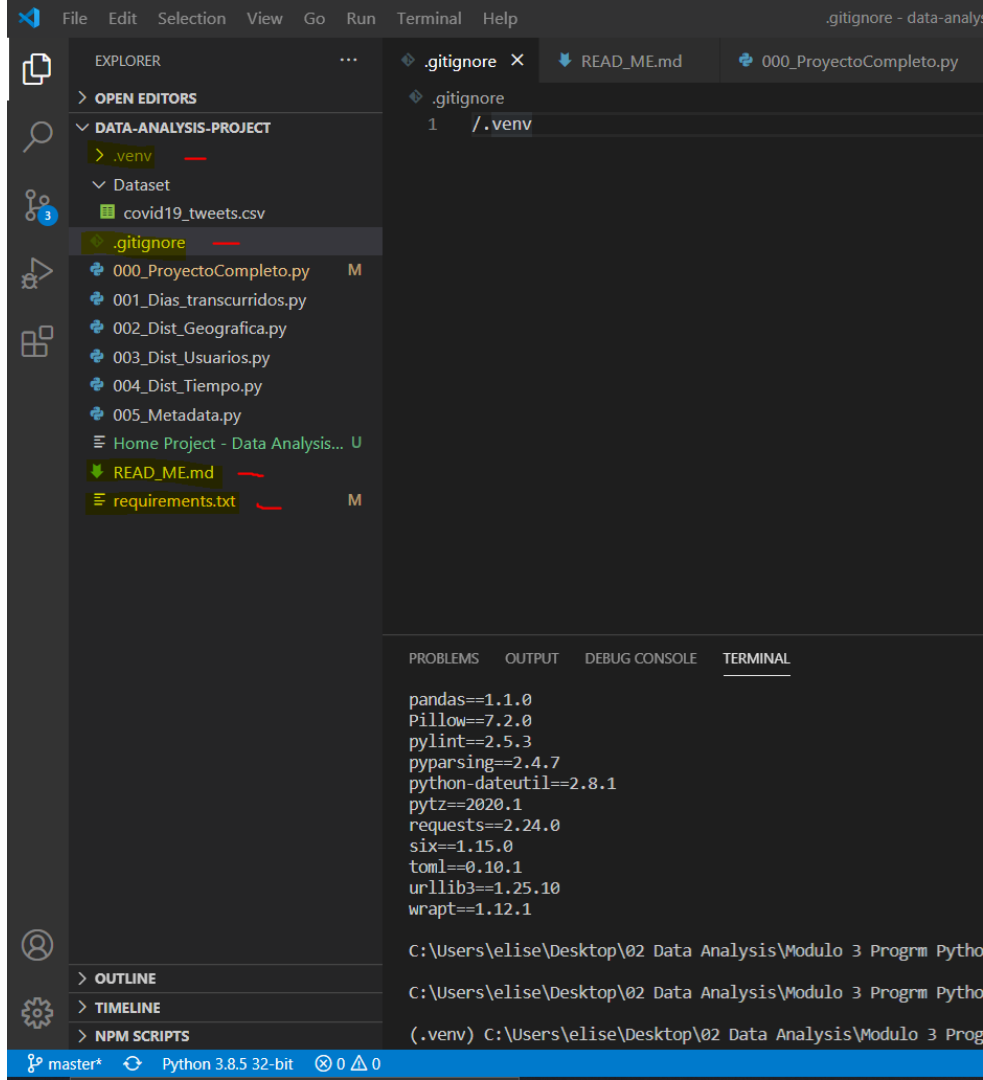 File Edit Selection View Go Run Terminal Help .gitignore - data-analys
EXPLORER ...
OPEN EDITORS
DATA-ANALYSIS-PROJECT
.venv
Dataset
covid19_tweets.csv
.gitignore
000_ProyectoCompleto.py M
001_Dias_transcurridos.py
002_Dist_Geografica.py
003_Dist_Usuarios.py
004_Dist_Tiempo.py
005_Metadata.py
Home Project - Data Analysis... U
READ_ME.md
requirements.txt M
3
OUTLINE
TIMELINE
NPM SCRIPTS
.gitignore READ_ME.md 000_ProyectoCompleto.py
.gitignore
1 /.venv
PROBLEMS OUTPUT DEBUG CONSOLE TERMINAL
pandas==1.1.0
Pillow==7.2.0
pylint==2.5.3
pyparsing==2.4.7
python-dateutil==2.8.1
pytz==2020.1
requests==2.24.0
six==1.15.0
toml==0.10.1
urllib3==1.25.10
wrapt==1.12.1
C:\Users\elise\Desktop\02 Data Analysis\Modulo 3 Progrm Pytho
C:\Users\elise\Desktop\02 Data Analysis\Modulo 3 Progrm Pytho
(.venv) C:\Users\elise\Desktop\02 Data Analysis\Modulo 3 Prog
master* Python 3.8.5 32-bit 0 0